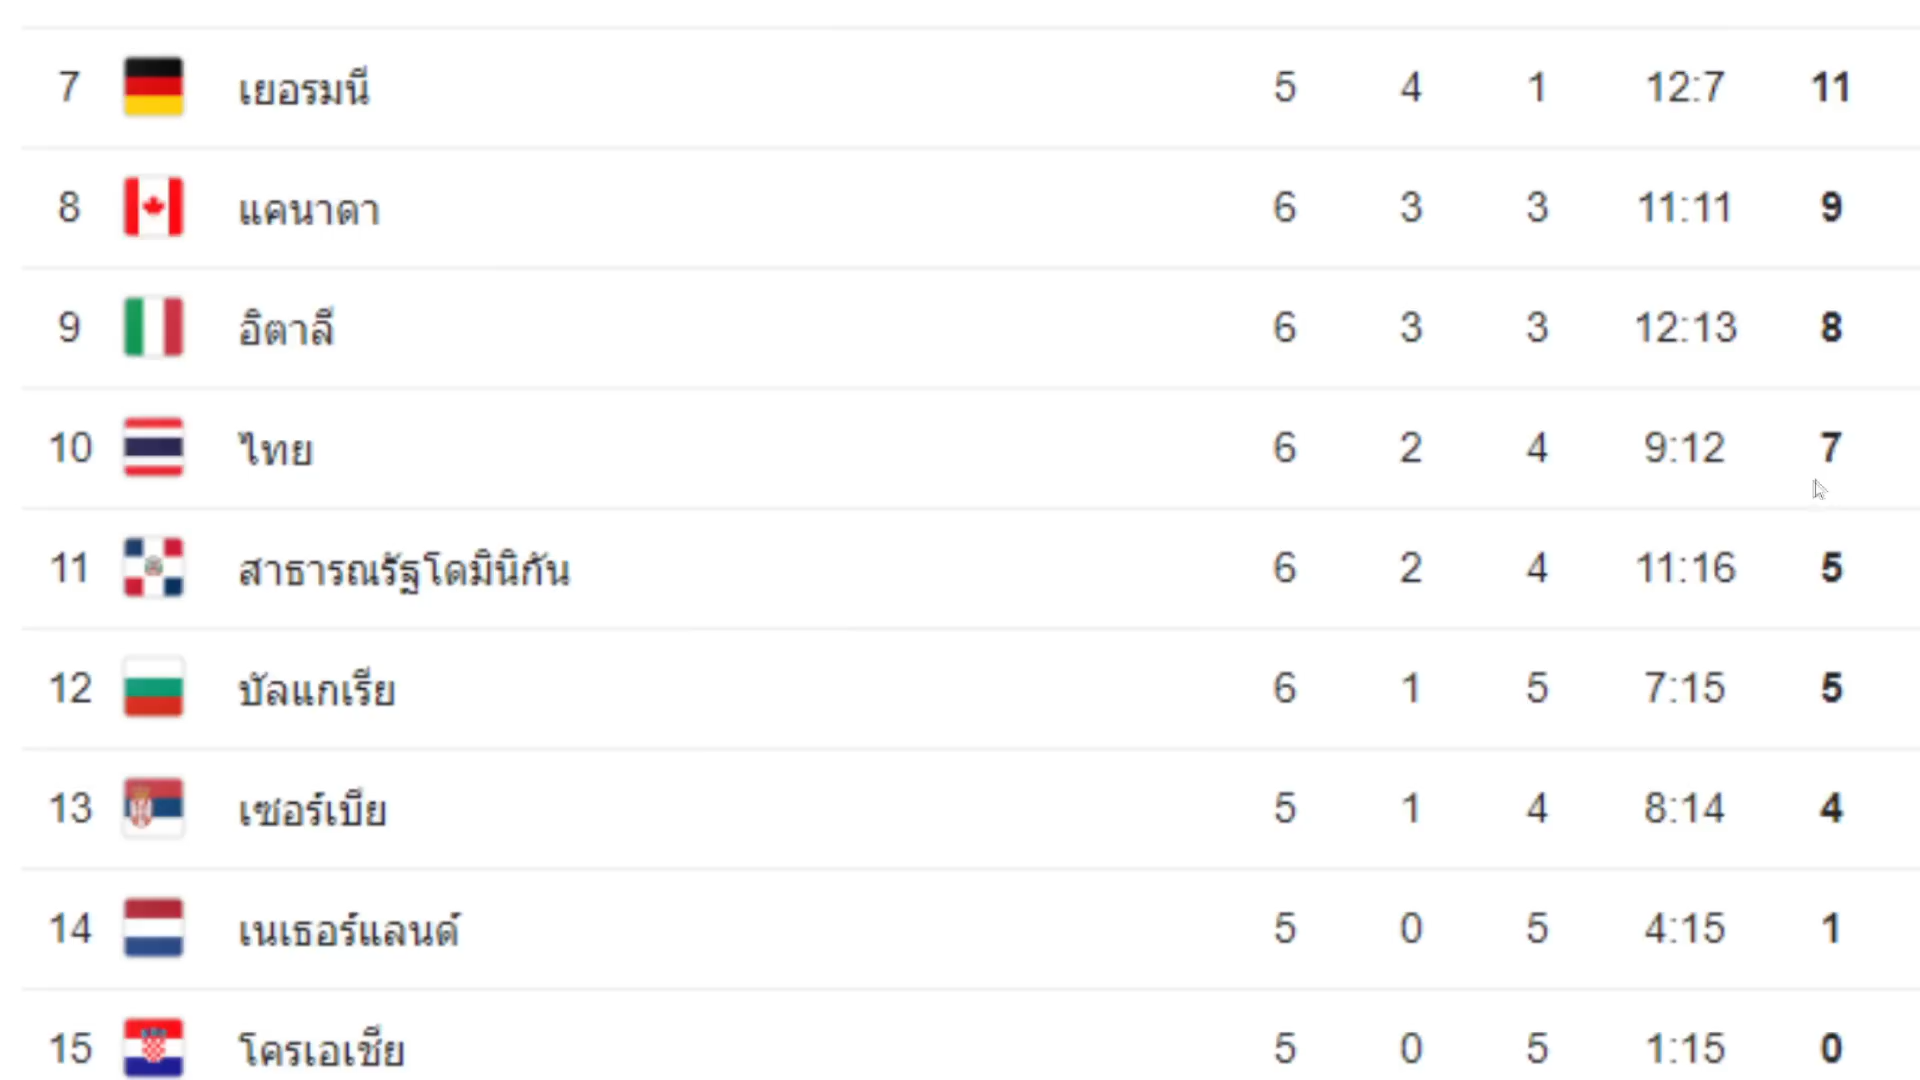 7 เยอรมนี 5 4 1 12:7 11
8 แคนาดา 6 3 3 11:11 9
9 อิตาลี 6 3 3 12:13 8
10 ไทย 6 2 4 9:12 7
11 สาธารณรัฐโดมินิกัน 6 2 4 11:16 5
12 บัลแกเรีย 6 1 5 7:15 5
13 เซอร์เบีย 5 1 4 8:14 4
14 เนเธอร์แลนด์ 5 0 5 4:15 1
15 โครเอเชีย 5 0 5 1:15 0